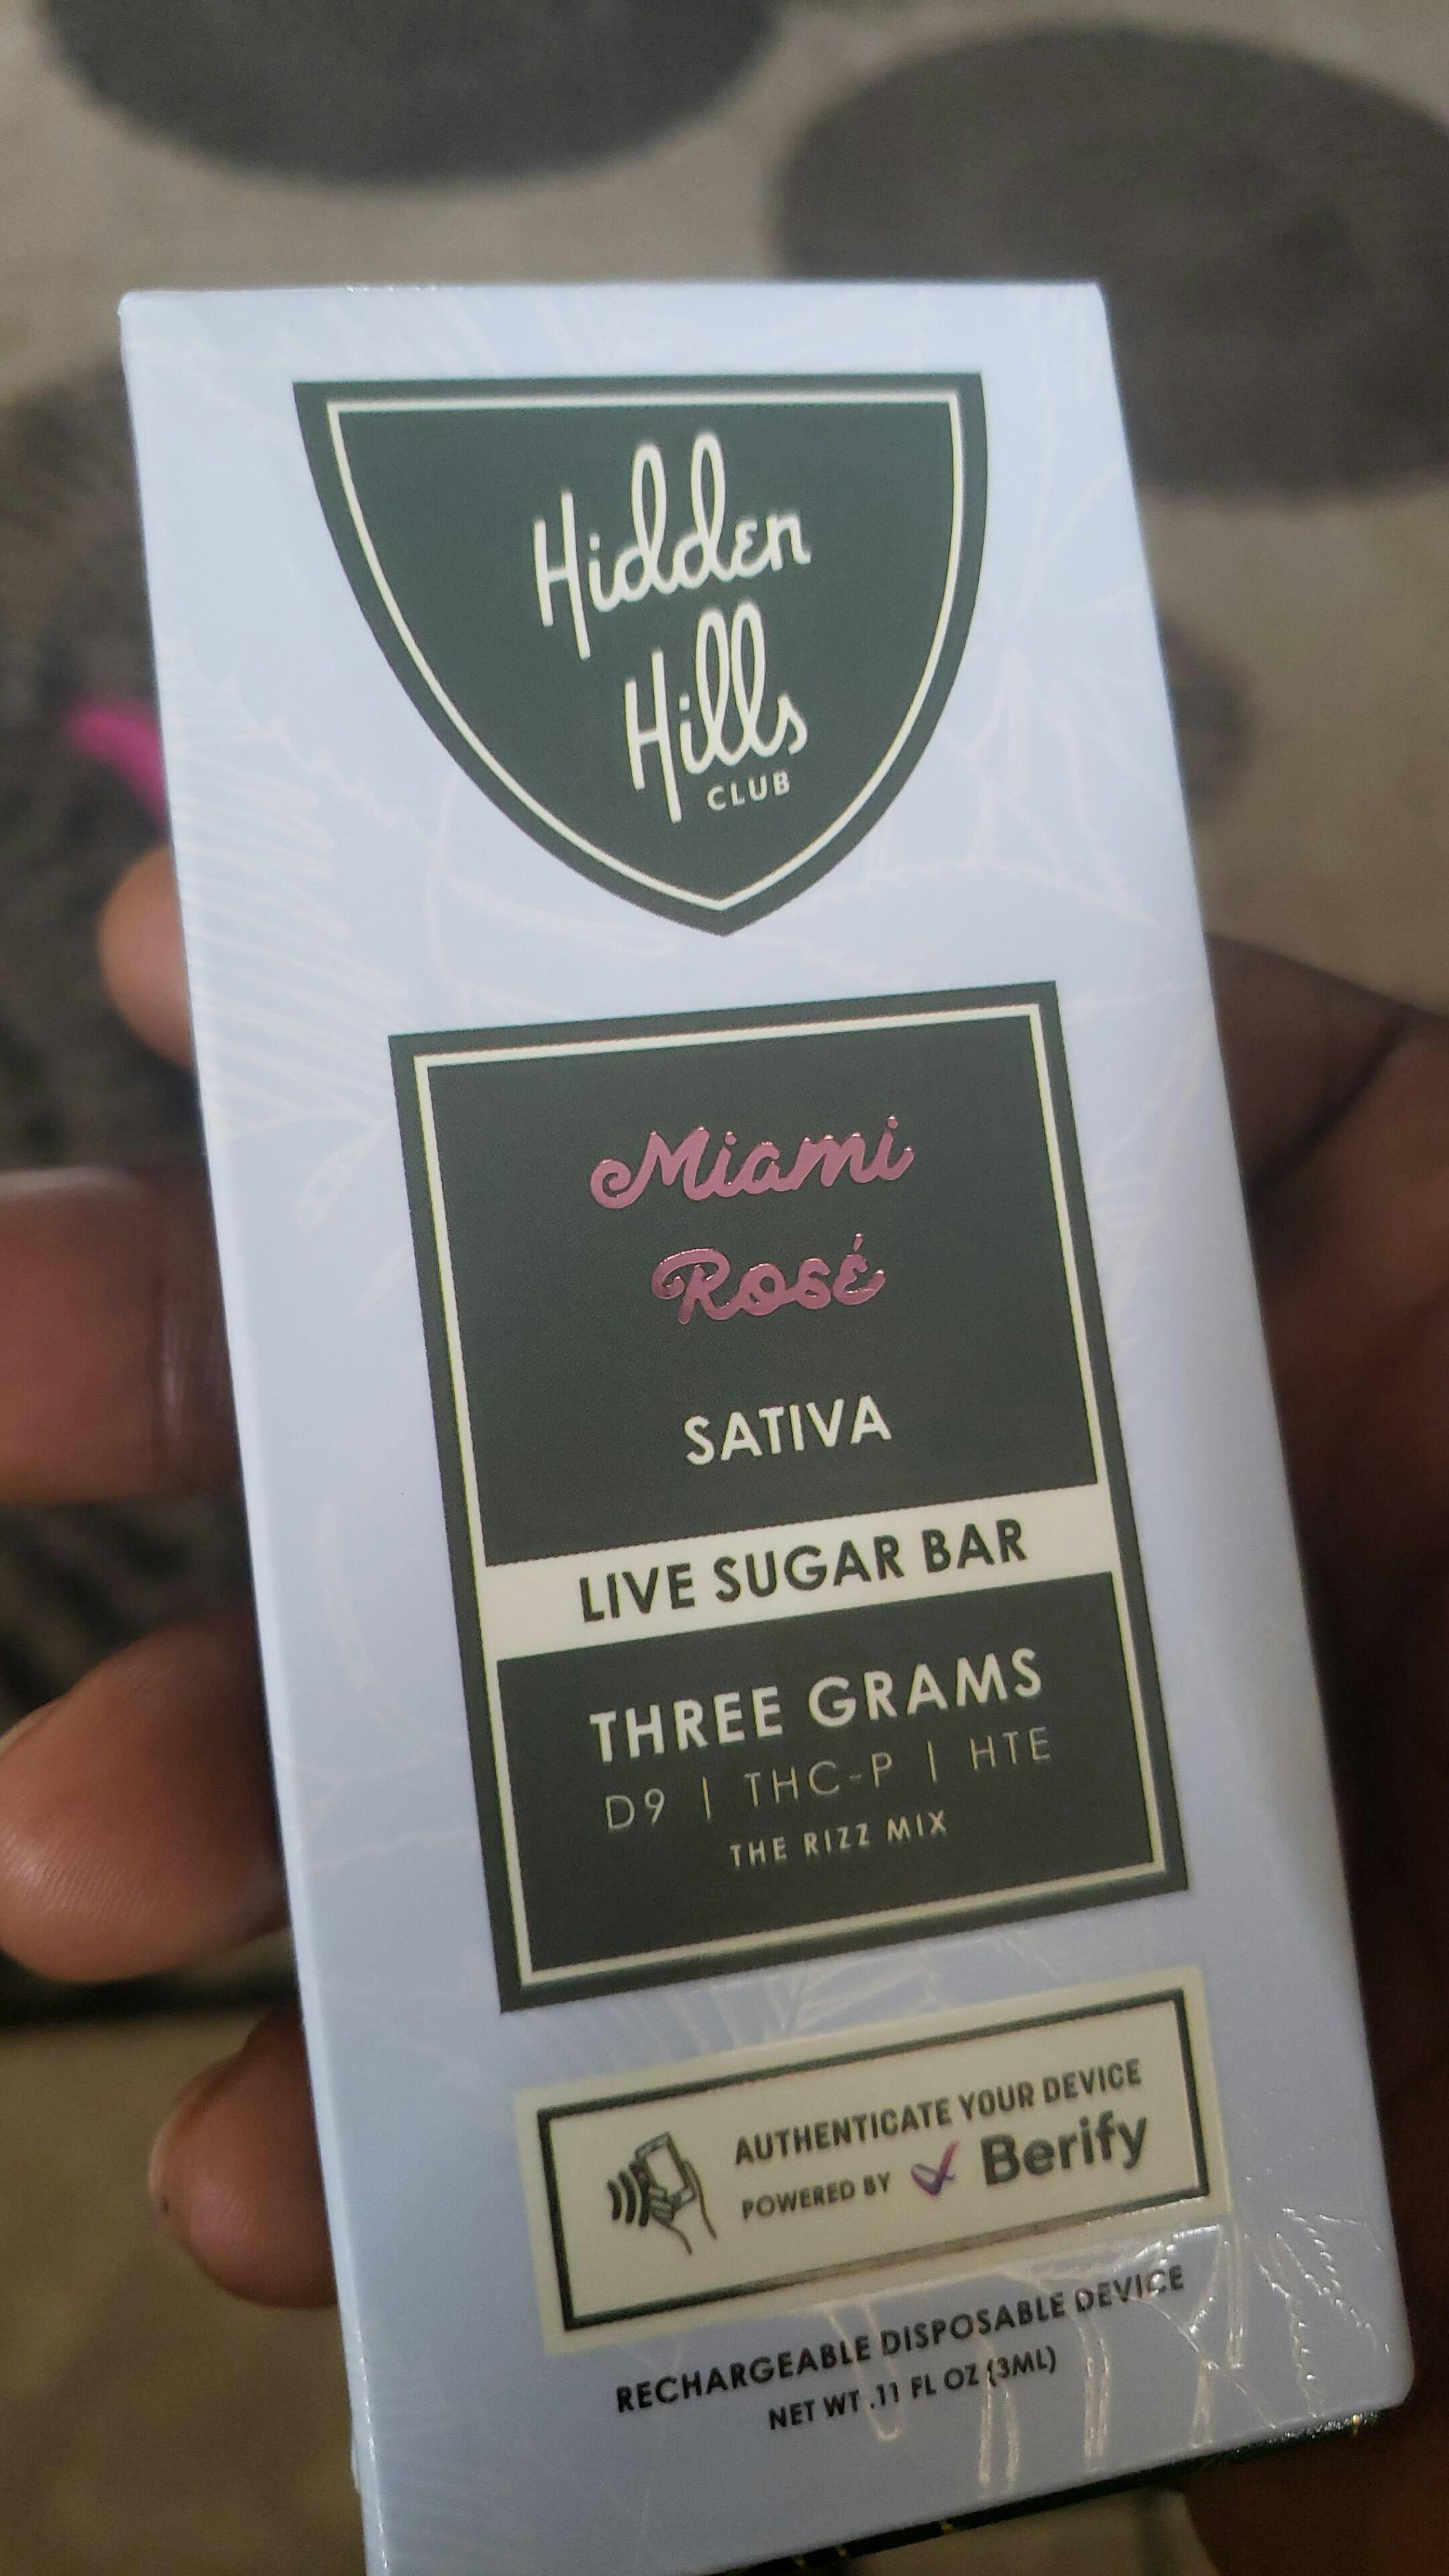 Hidden
Hills
CLUB
Miami
Rosé
SATIVA
LIVE SUGAR BAR
THREE GRAMS
D9 | THC-P | HTE
THE RIZZ MIX
AUTHENTICATE YOUR DEVICE
POWERED BY Berify
RECHARGEABLE DISPOSABLE DEVICE
NET WT .11 FL OZ (3ML)